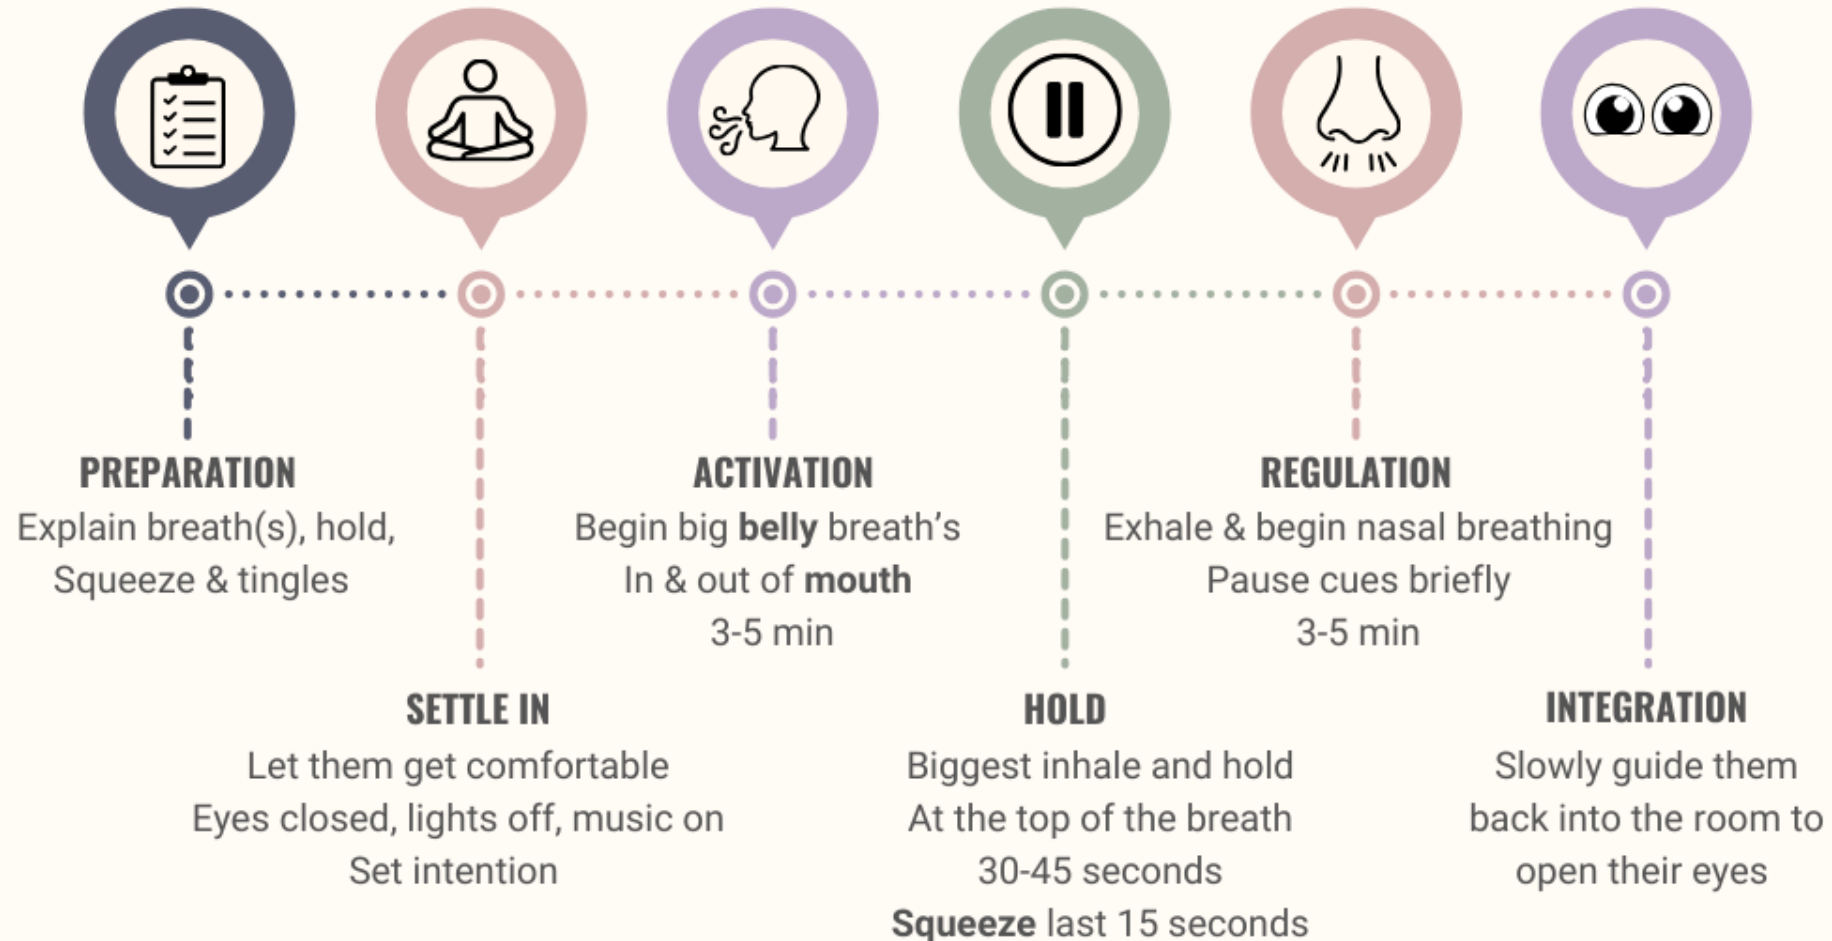 PREPARATION
Explain breath(s), hold,
Squeeze & tingles
SETTLE IN
Let them get comfortable
Eyes closed, lights off, music on
Set intention
ACTIVATION
Begin big belly breath’s
In & out of mouth
3-5 min
HOLD
Biggest inhale and hold
At the top of the breath
30-45 seconds
Squeeze last 15 seconds
REGULATION
Exhale & begin nasal breathing
Pause cues briefly
3-5 min
INTEGRATION
Slowly guide them
back into the room to
open their eyes